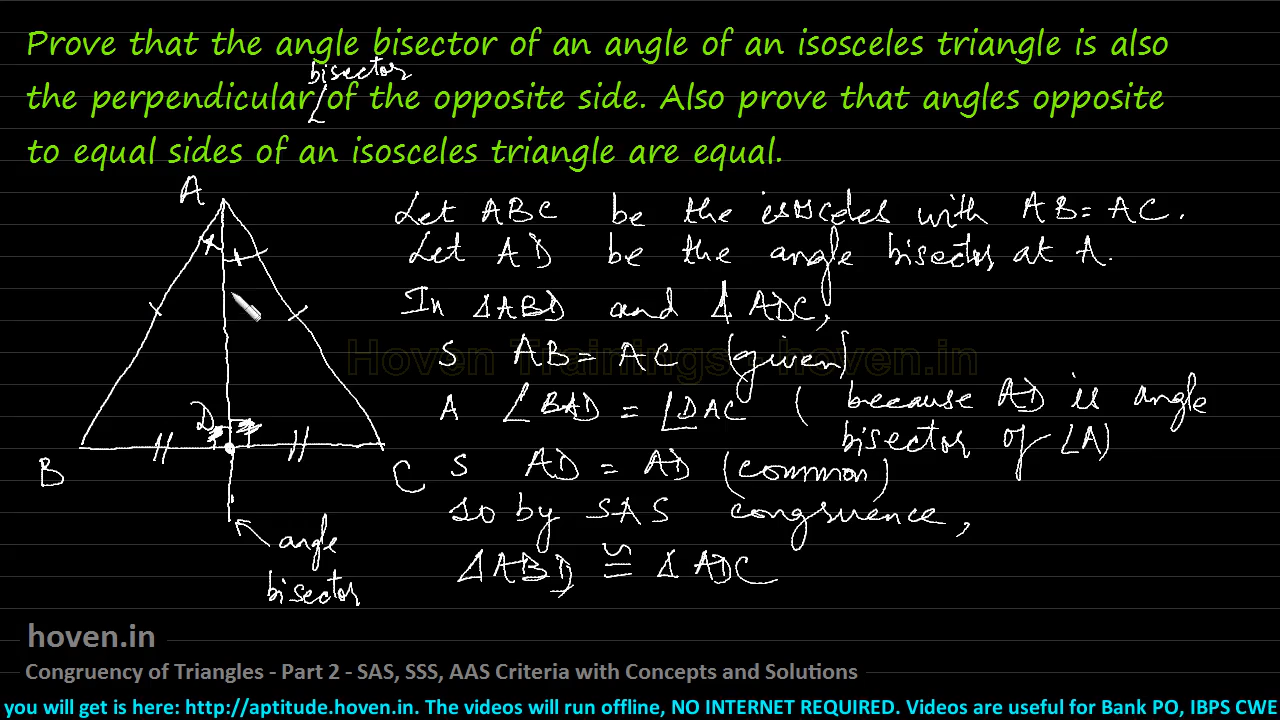 Prove that the angle bisector of an angle of an isosceles triangle is also
bisector
the perpendicular of the opposite side. Also prove that angles opposite
to equal sides of an isosceles triangle are equal.
A
Let ABC be the isosceles with AB = AC.
Let AD be the angle bisector at A.
In ΔABD and Δ ADC,
Hoven Trainings hoven.in
S AB = AC (given)
A ∠BAD = ∠DAC (because AD is angle
bisector of ∠A)
D
B
C
S AD = AD (common)
so by SAS congruence,
ΔABD ≅ Δ ADC
angle
bisector
hoven.in
Congruency of Triangles - Part 2 - SAS, SSS, AAS Criteria with Concepts and Solutions
you will get is here: http://aptitude.hoven.in. The videos will run offline, NO INTERNET REQUIRED. Videos are useful for Bank PO, IBPS CWE